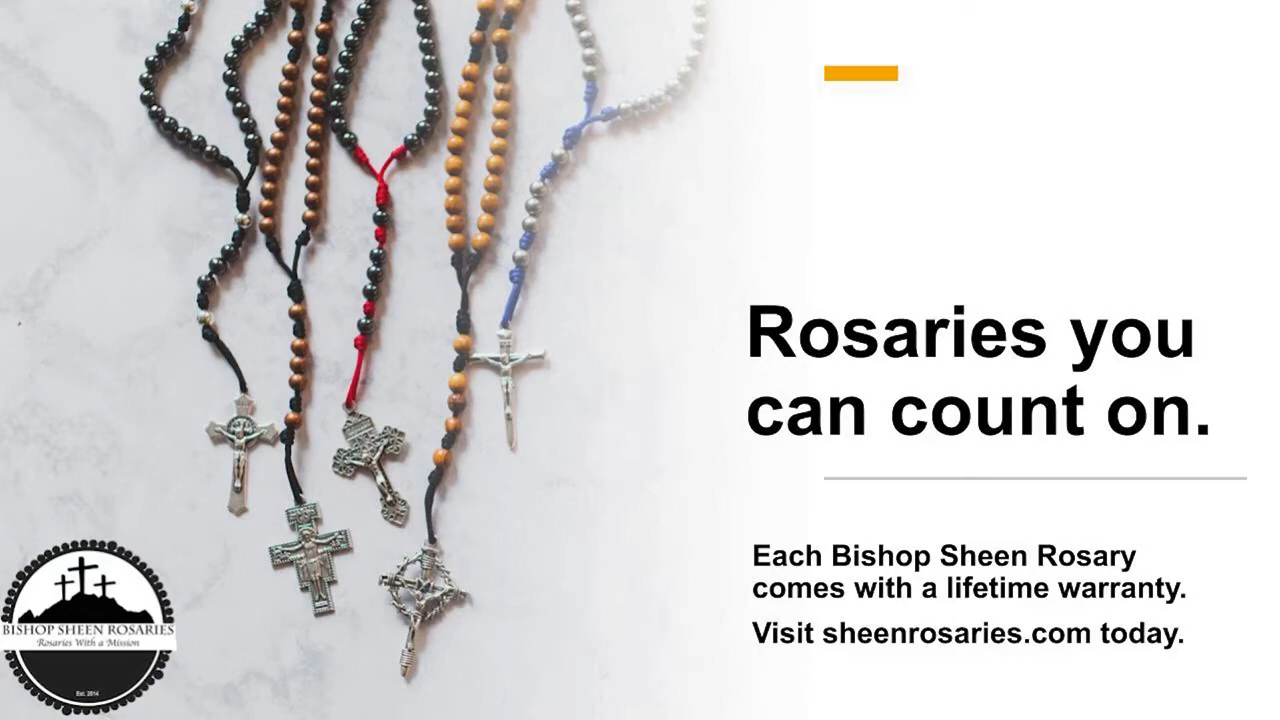 Rosaries you
can count on.
Each Bishop Sheen Rosary
comes with a lifetime warranty.
Visit sheenrosaries.com today.
BISHOP SHEEN ROSARIES
Rosaries With a Mission
Est. 2014